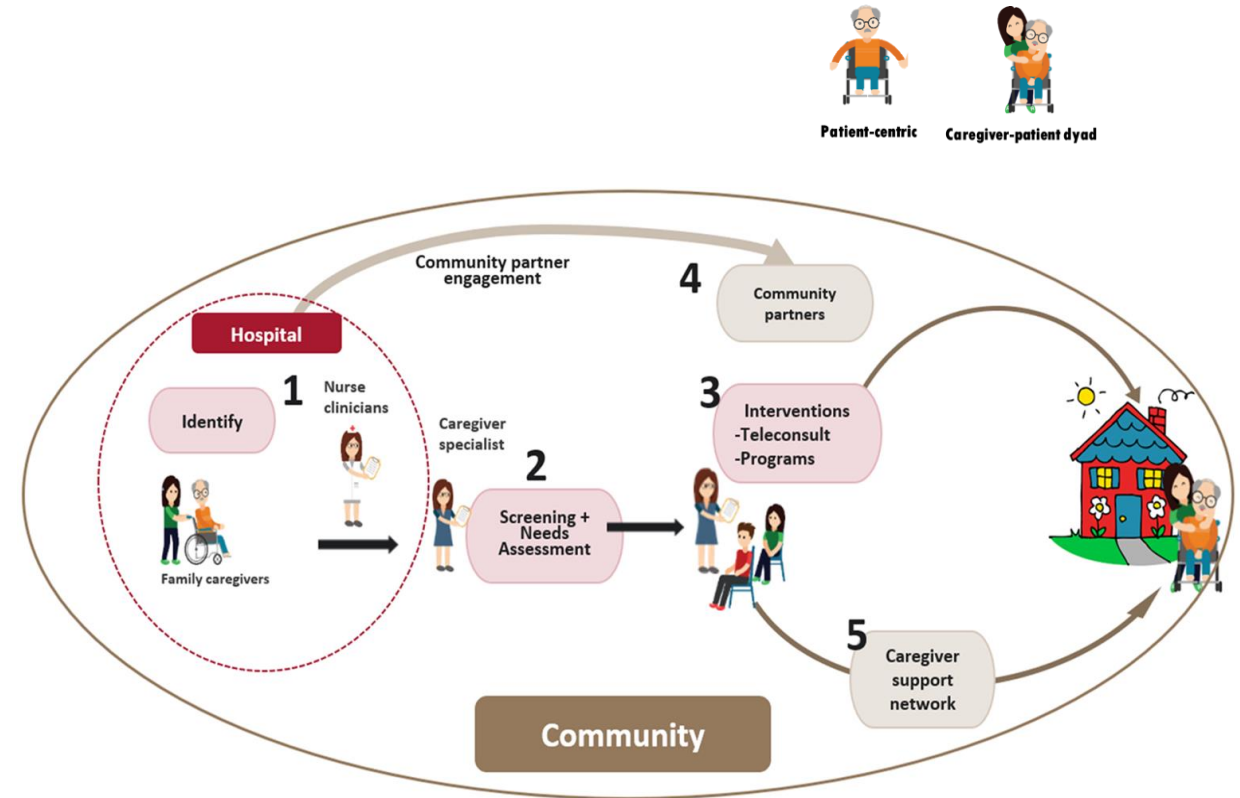 Patient-centric
Caregiver-patient dyad
Community partner
engagement
4
Community
partners
Hospital
1
Nurse
clinicians
Identify
Family caregivers
Caregiver
specialist
2
Screening +
Needs
Assessment
3
Interventions
-Teleconsult
-Programs
5
Caregiver
support
network
Community